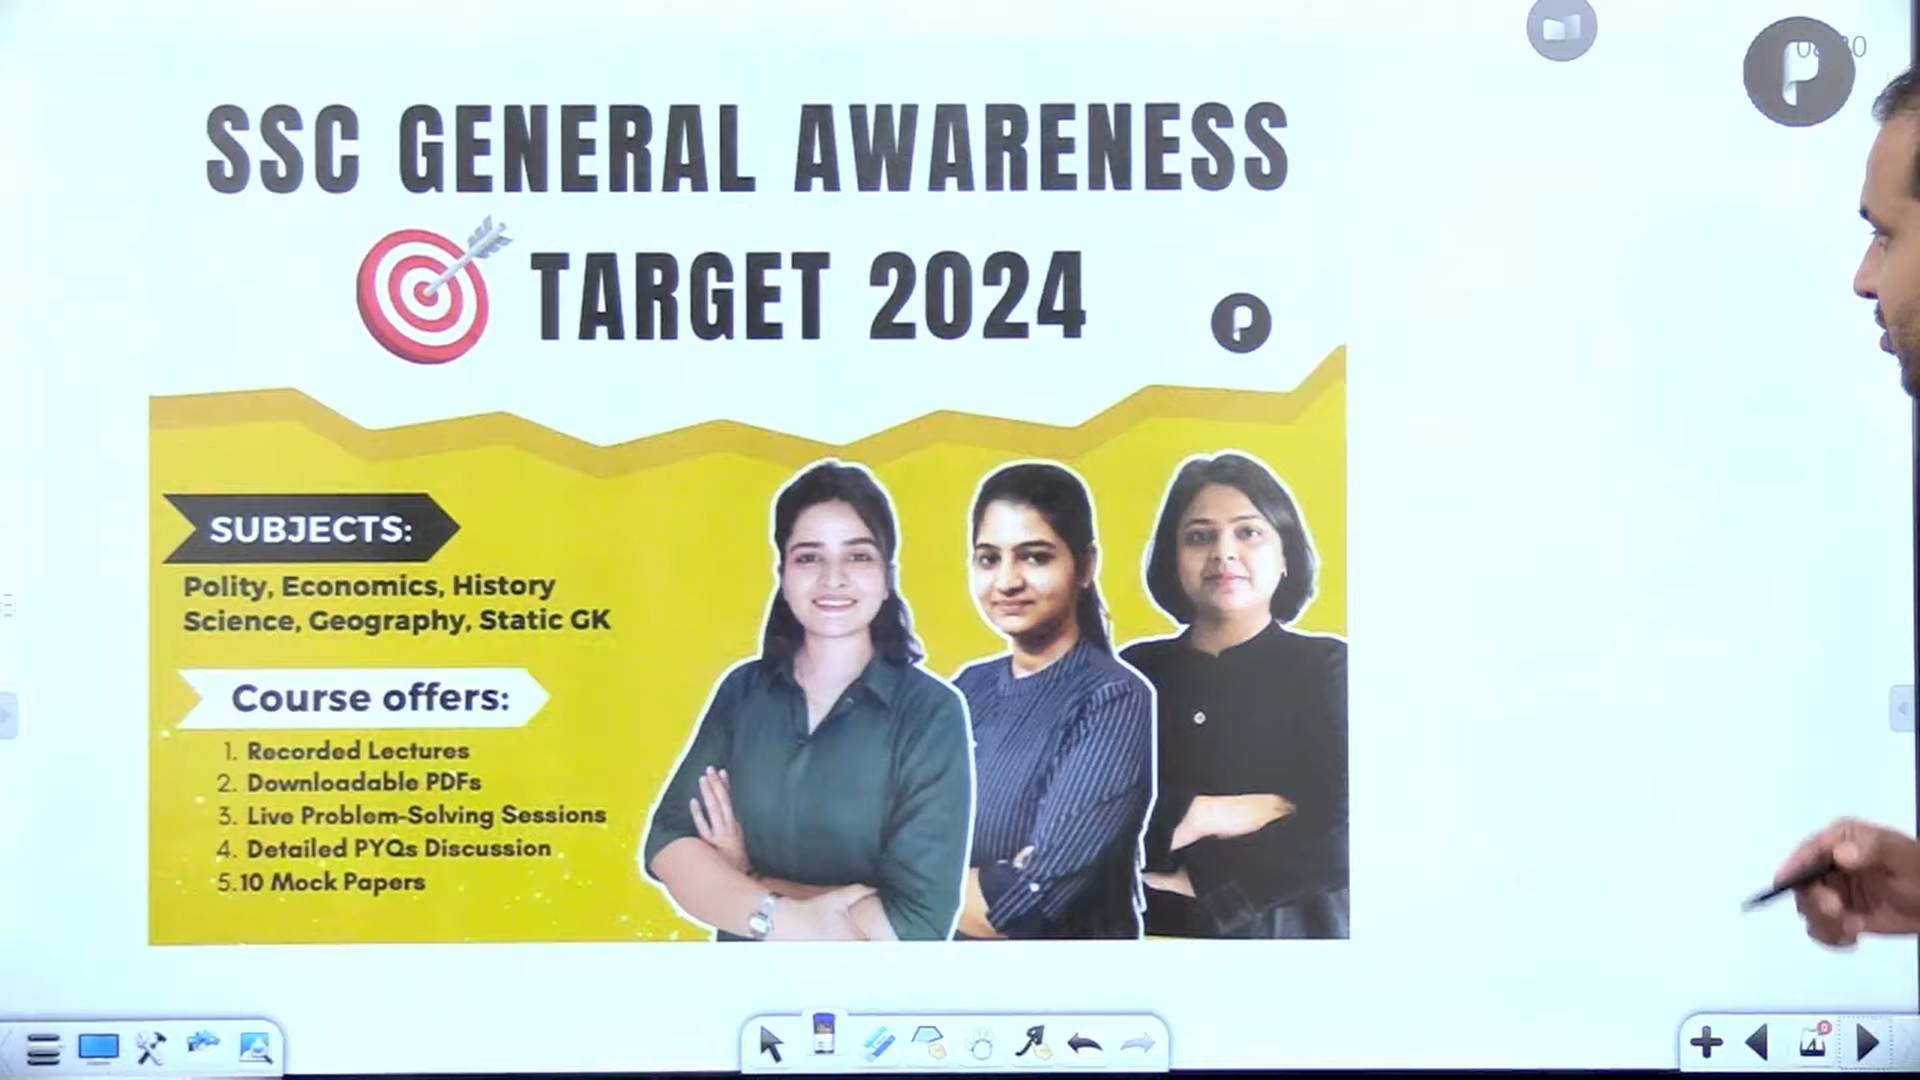 SSC GENERAL AWARENESS
TARGET 2024
SUBJECTS:
Polity, Economics, History
Science, Geography, Static GK
Course offers:
1. Recorded Lectures
2. Downloadable PDFs
3. Live Problem-Solving Sessions
4. Detailed PYQs Discussion
5. 10 Mock Papers